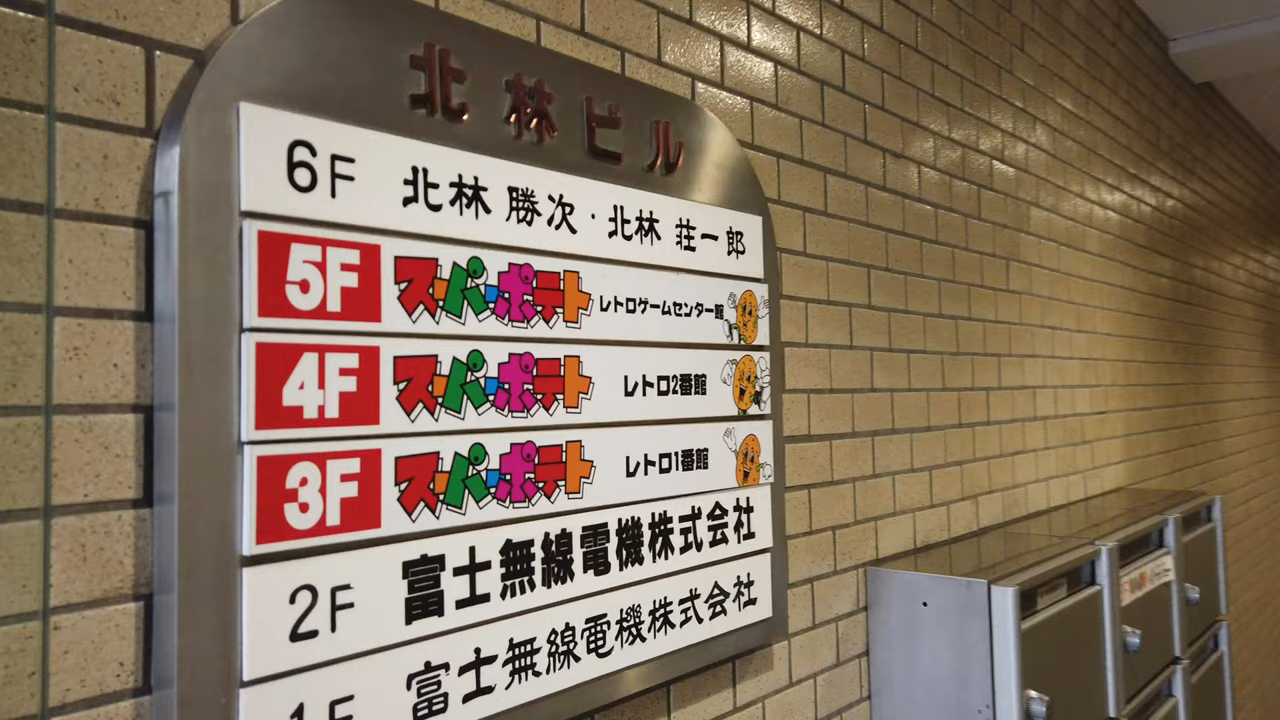 北林ビル
6F 北林 勝次・北林 荘一郎
5F スーパーポテト レトロゲームセンター館
4F スーパーポテト レトロ2番館
3F スーパーポテト レトロ1番館
2F 富士無線電機株式会社
1F 富士無線電機株式会社